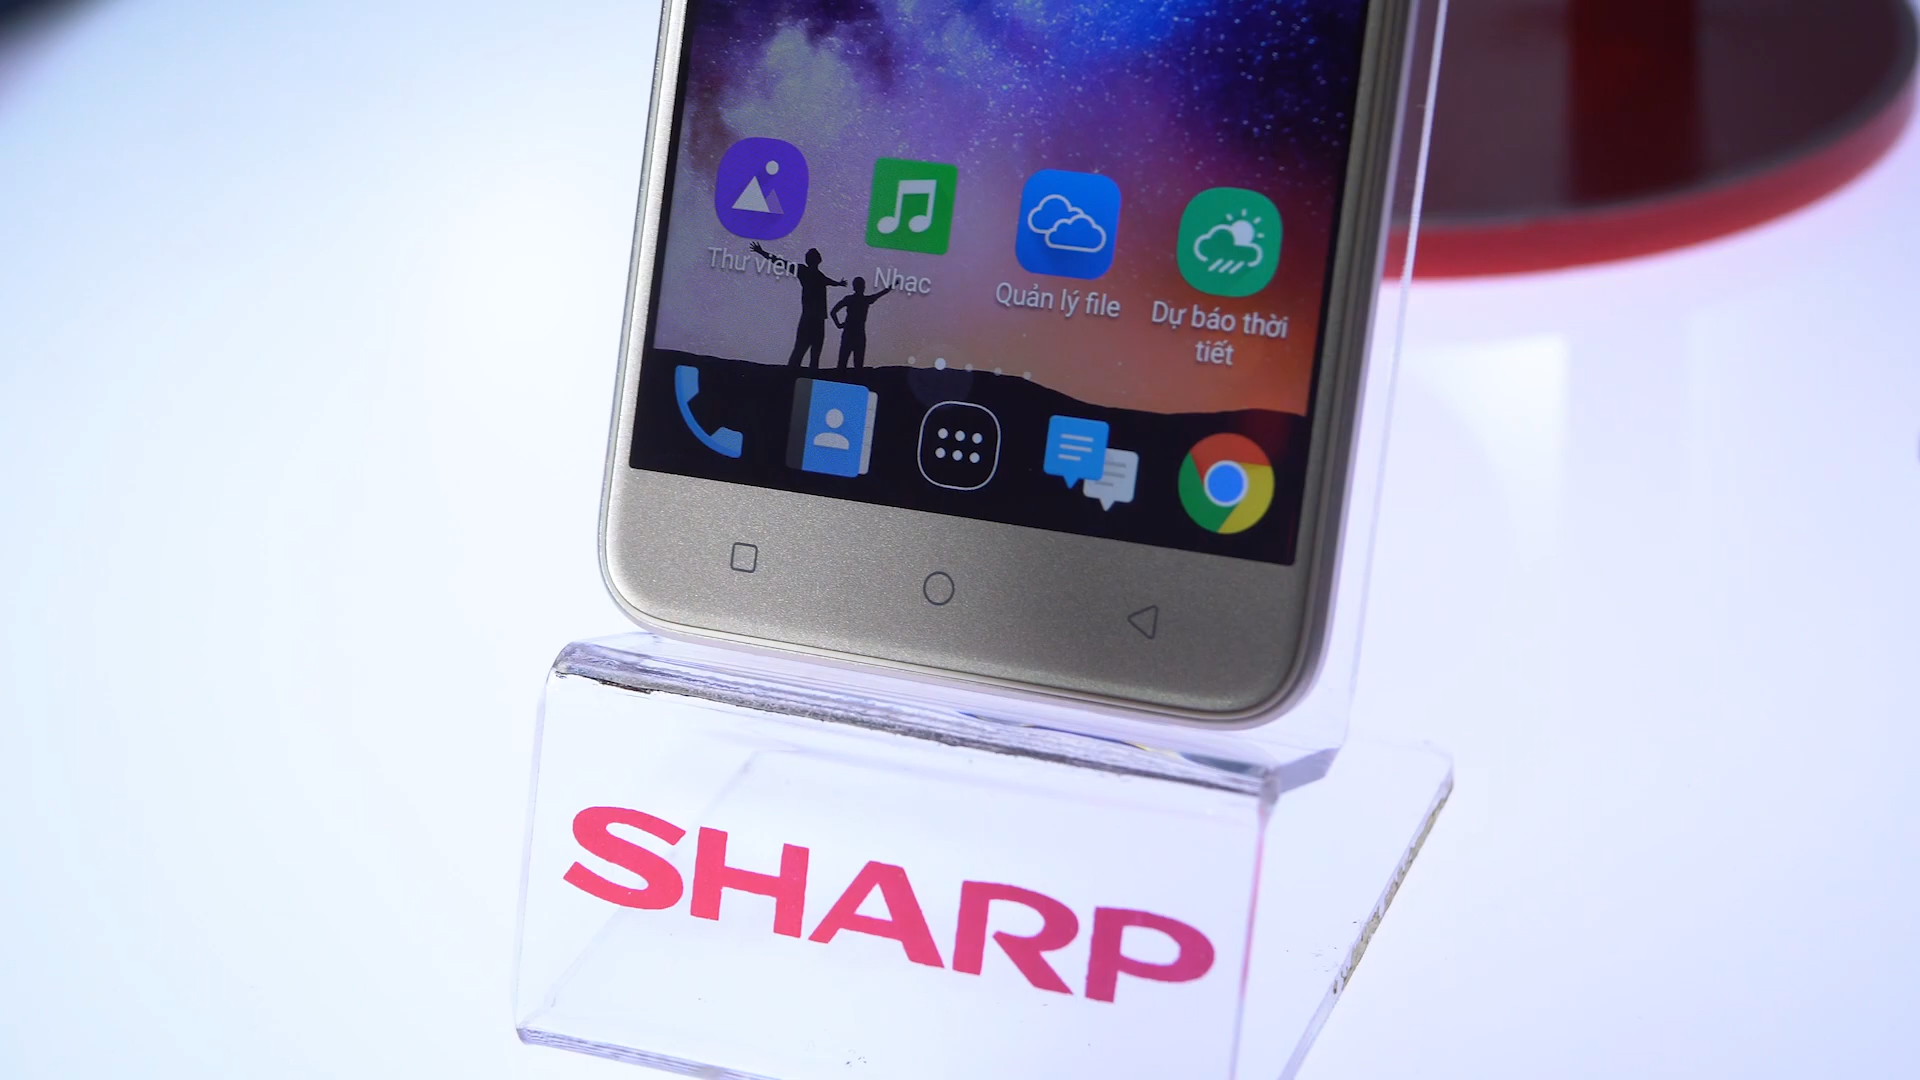 Thư viện
Nhạc
Quản lý file
Dự báo thời
tiết
SHARP